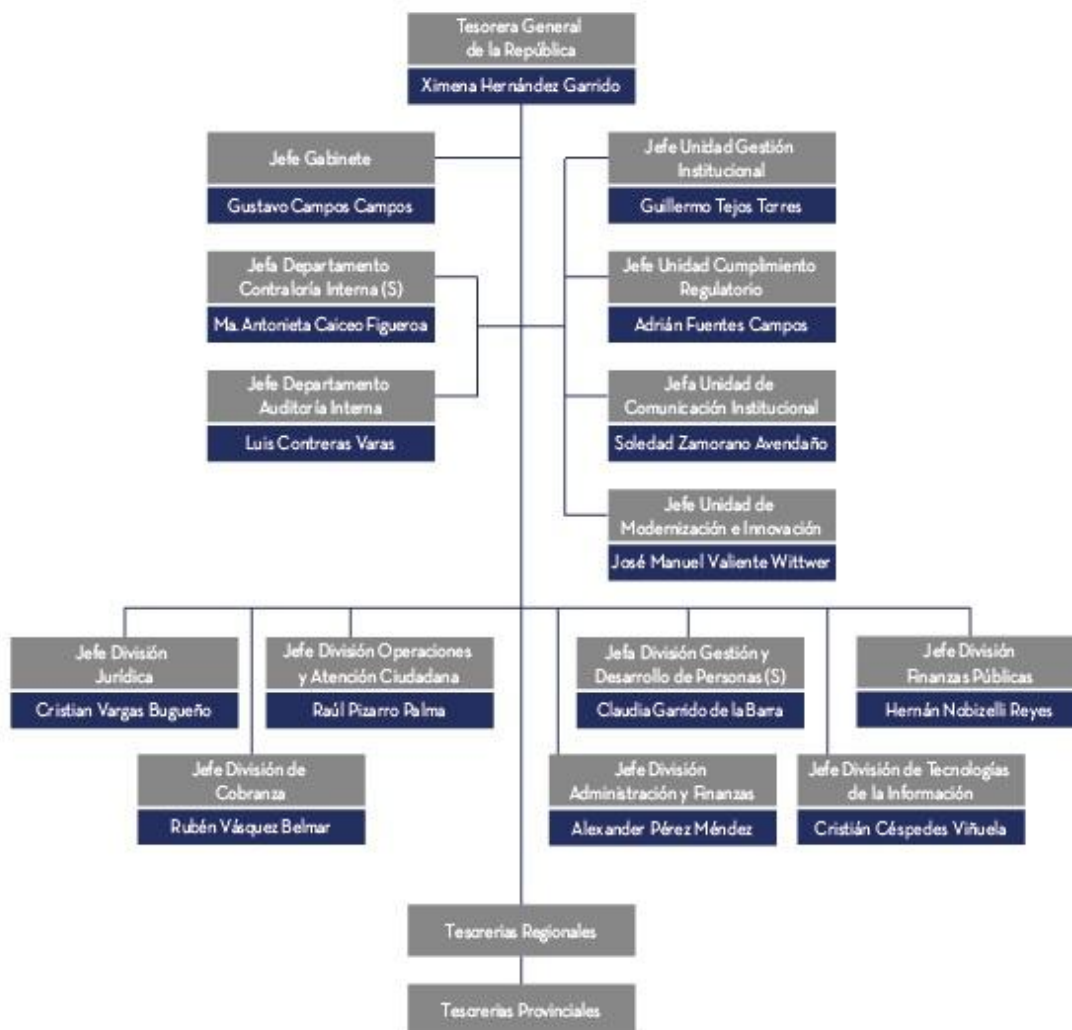 Tesorera General
de la República
Ximena Hernández Garrido
Jefe Gabinete
Gustavo Campos Campos
Jefe Unidad Gestión
Institucional
Guillermo Tejos Torres
Jefa Departamento
Contraloría Interna (S)
Ma. Antonieta Caiceo Figueroa
Jefe Unidad Cumplimiento
Regulatorio
Adrián Fuentes Campos
Jefe Departamento
Auditoría Interna
Luis Contreras Varas
Jefa Unidad de
Comunicación Institucional
Soledad Zamorano Avendaño
Jefe Unidad de
Modernización e Innovación
José Manuel Valiente Wittwer
Jefe División
Jurídica
Cristian Vargas Bugueño
Jefe División Operaciones
y Atención Ciudadana
Raúl Pizarro Palma
Jefa División Gestión y
Desarrollo de Personas (S)
Claudia Garrido de la Barra
Jefe División
Finanzas Públicas
Hernán Nobizelli Reyes
Jefe División de
Cobranza
Rubén Vásquez Belmar
Jefe División
Administración y Finanzas
Alexander Pérez Méndez
Jefe División de Tecnologías
de la Información
Cristián Céspedes Viñuela
Tesorerias Regionales
Tesorerias Provinciales